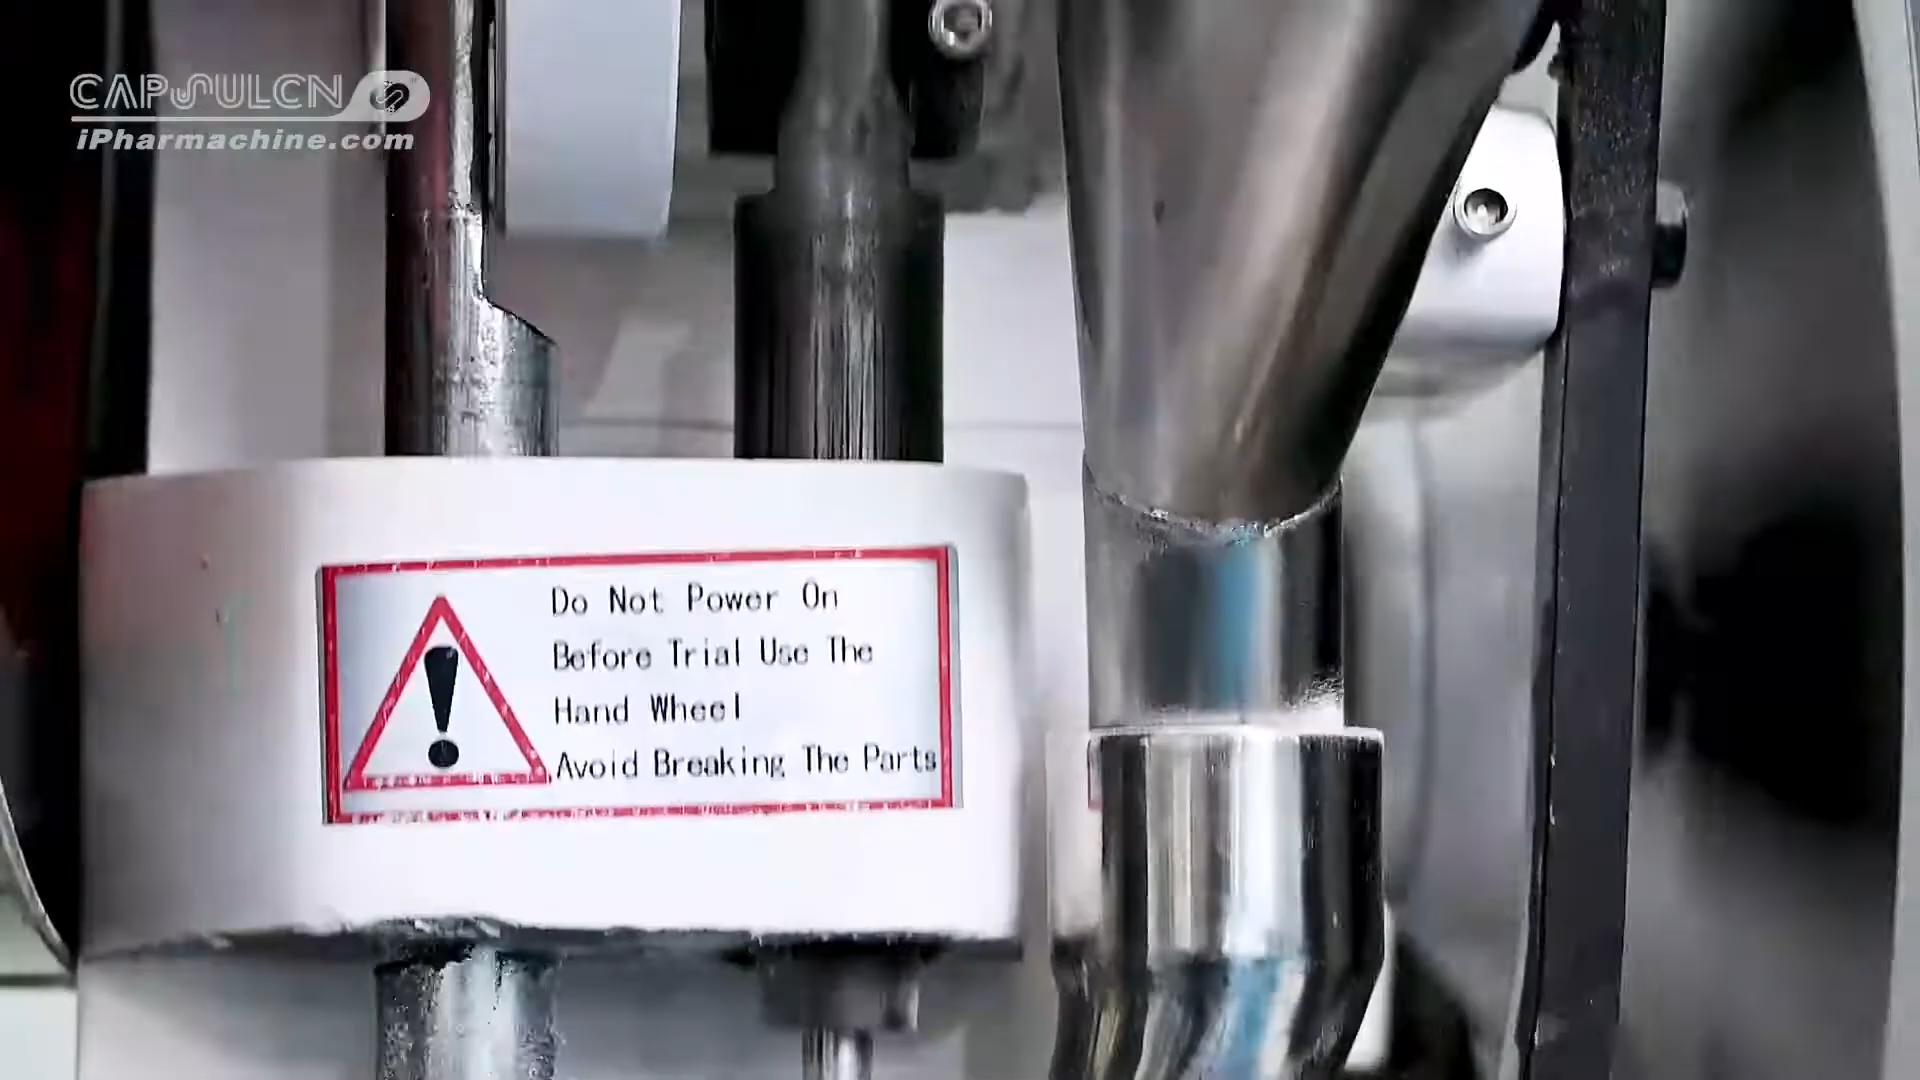 CAPSULCN
iPharmachine.com
Do Not Power On
Before Trial Use The
Hand Wheel
Avoid Breaking The Parts